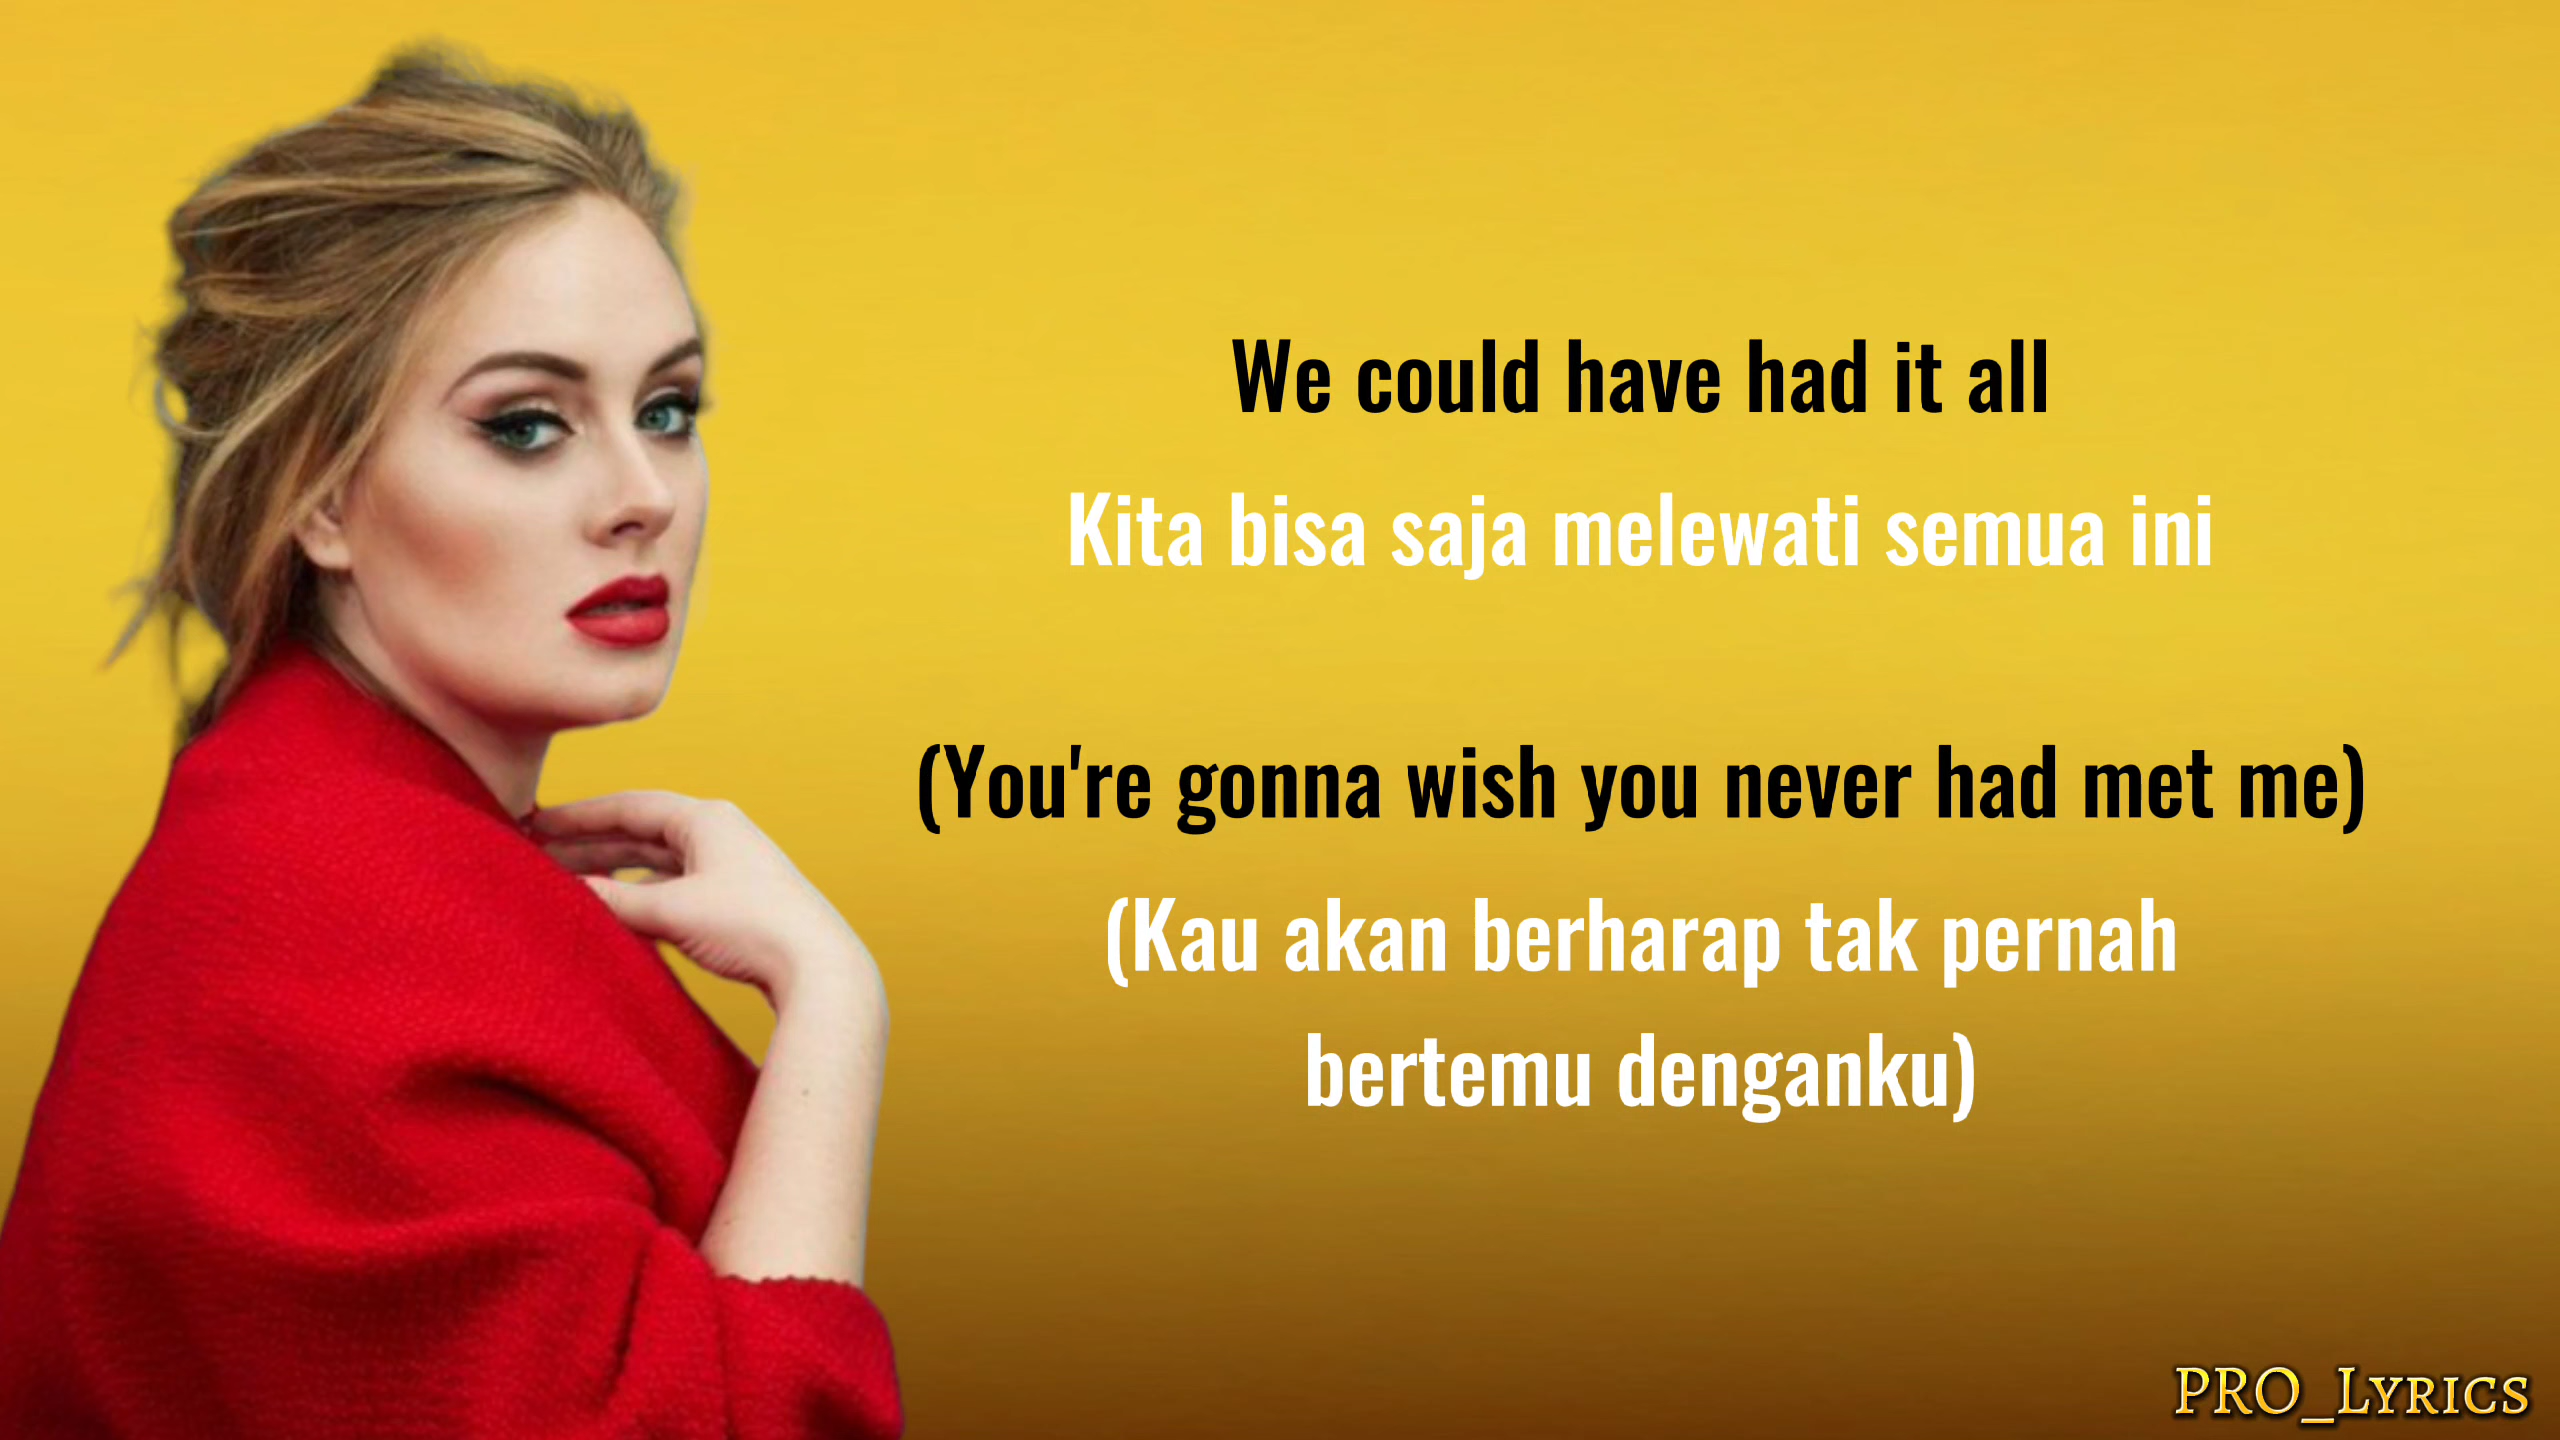 We could have had it all
Kita bisa saja melewati semua ini
(You're gonna wish you never had met me)
(Kau akan berharap tak pernah
bertemu denganku)
PRO_Lyrics